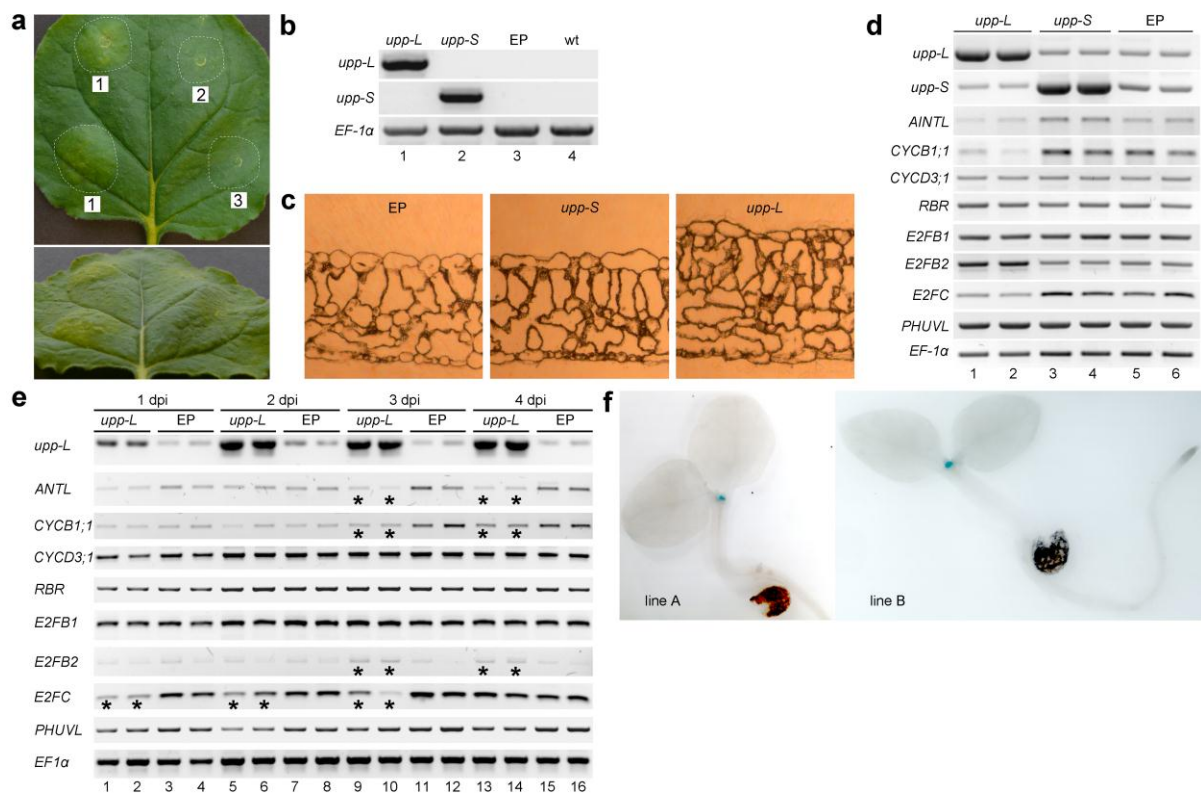 a
1
2
1
3
b
upp-L upp-S EP wt
upp-L
upp-S
EF-1α
1 2 3 4
c
EP upp-S upp-L
d
upp-L upp-S EP
upp-L
upp-S
AINTL
CYCB1;1
CYCD3;1
RBR
E2FB1
E2FB2
E2FC
PHUVL
EF-1α
1 2 3 4 5 6
e
1 dpi 2 dpi 3 dpi 4 dpi
upp-L EP upp-L EP upp-L EP upp-L EP
upp-L
ANTL
* * * *
CYCB1;1
* * * *
CYCD3;1
RBR
E2FB1
E2FB2
* * * *
E2FC
* * * * * *
PHUVL
EF1α
1 2 3 4 5 6 7 8 9 10 11 12 13 14 15 16
f
line A
line B